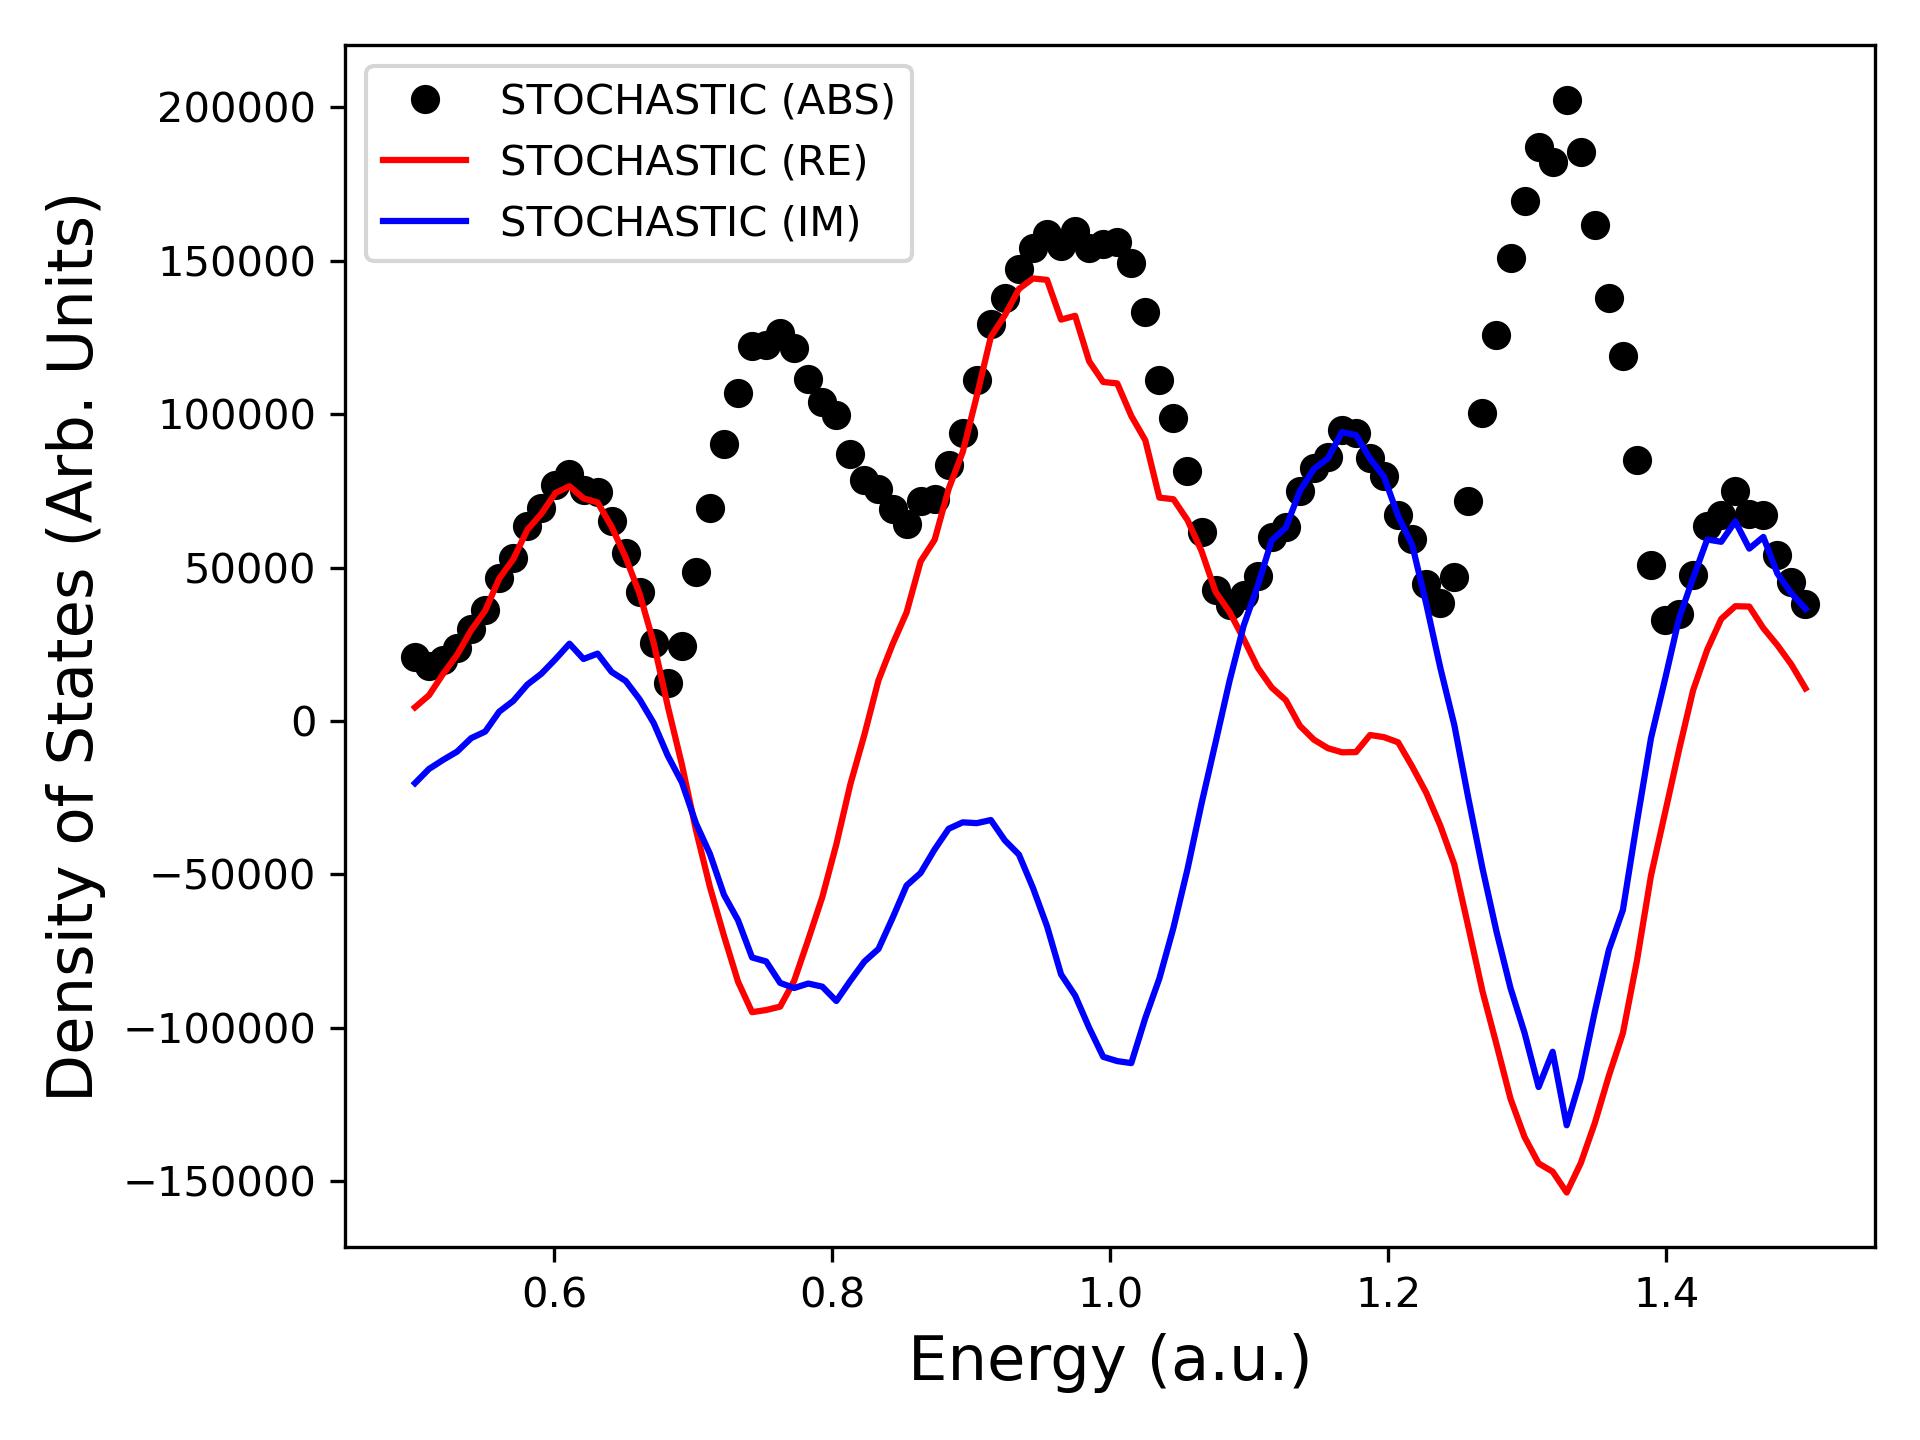 STOCHASTIC (ABS)
STOCHASTIC (RE)
STOCHASTIC (IM)
Density of States (Arb. Units)
200000
150000
100000
50000
0
−50000
−100000
−150000
0.6 0.8 1.0 1.2 1.4
Energy (a.u.)